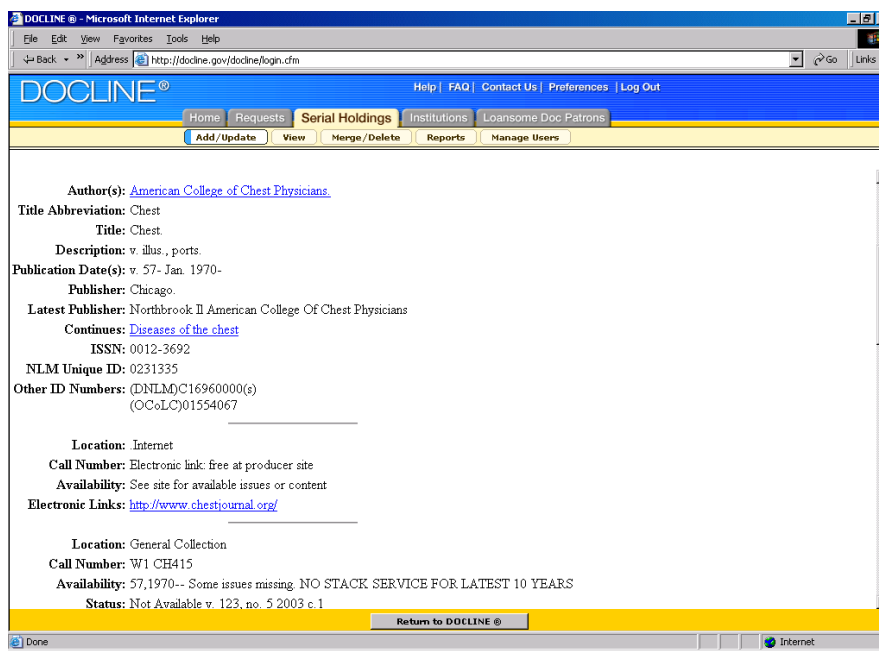 DOCLINE ® - Microsoft Internet Explorer
File Edit View Favorites Tools Help
Back » Address http://docline.gov/docline/login.cfm Go Links
DOCLINE® Help | FAQ | Contact Us | Preferences | Log Out
Home Requests Serial Holdings Institutions Loansome Doc Patrons
Add/Update View Merge/Delete Reports Manage Users
Author(s): American College of Chest Physicians.
Title Abbreviation: Chest
Title: Chest.
Description: v. illus., ports.
Publication Date(s): v. 57- Jan. 1970-
Publisher: Chicago.
Latest Publisher: Northbrook Il American College Of Chest Physicians
Continues: Diseases of the chest
ISSN: 0012-3692
NLM Unique ID: 0231335
Other ID Numbers: (DNLM)C16960000(s)
(OCoLC)01554067
Location: .Internet
Call Number: Electronic link: free at producer site
Availability: See site for available issues or content
Electronic Links: http://www.chestjournal.org/
Location: General Collection
Call Number: W1 CH415
Availability: 57,1970-- Some issues missing. NO STACK SERVICE FOR LATEST 10 YEARS
Status: Not Available v. 123, no. 5 2003 c.1
Return to DOCLINE ®
Done Internet